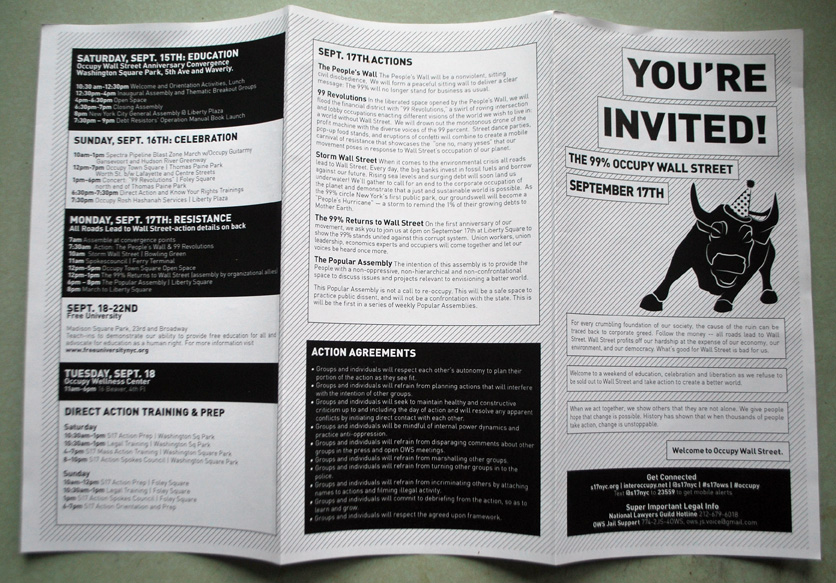 SATURDAY, SEPT. 15TH: EDUCATION
Occupy Wall Street Anniversary Convergence
Washington Square Park, 5th Ave and Waverly.
10:30 am-12:30pm Welcome and Orientation Activities, Lunch
12:30pm-4pm Inaugural Assembly and Thematic Breakout Groups
4pm-6:30pm Open Space
6:30pm-7pm Closing Assembly
8pm New York City General Assembly @ Liberty Plaza
7:30pm - 9pm Debt Resistors' Operation Manual Book Launch
SUNDAY, SEPT. 16TH: CELEBRATION
10am-1pm Spectra Pipeline Blast Zone March w/Occupy Guitarmy
Gansevoort and Hudson River Greenway
12pm-7pm Occupy Town Square | Thomas Paine Park
Worth St. b/w Lafayette and Centre Streets
1pm-6pm Concert: "99 Revolutions" | Foley Square
north end of Thomas Paine Park
6:30pm-7:30pm Direct Action and Know Your Rights Trainings
7:30pm Occupy Rosh Hashanah Services | Liberty Plaza
MONDAY, SEPT. 17TH: RESISTANCE
All Roads Lead to Wall Street-action details on back
7am Assemble at convergence points
7:30am Action: The People's Wall & 99 Revolutions
10am Storm Wall Street | Bowling Green
11am Spokescouncil | Ferry Terminal
12pm-5pm Occupy Town Square Open Space
12pm-1pm The 99% Returns to Wall Street (assembly by organizational allies)
6pm - 8pm The Popular Assembly | Liberty Square
8pm March to Liberty Square
SEPT. 18-22ND
Free University
Madison Square Park, 23rd and Broadway
Teach-ins to demonstrate our ability to provide free education for all and
advocate for education as a human right. For more information visit
www.freeuniversitynyc.org
TUESDAY, SEPT. 18
Occupy Wellness Center
11am-6pm 16 Beaver, 4th Fl
DIRECT ACTION TRAINING & PREP
Saturday
10:30am-1pm S17 Action Prep | Washington Sq Park
10:30am-1pm Legal Training | Washington Sq Park
4-7pm S17 Mass Action Training | Washington Square Park
8-10pm S17 Action Spokes Council | Washington Square Park
Sunday
10am-12pm S17 Action Prep | Foley Square
10:30am-1pm Legal Training | Foley Square
1pm S17 Action Spokes Council | Foley Square
6-7pm S17 Action Orientation and Prep
SEPT. 17TH ACTIONS
The People's Wall The People's Wall will be a nonviolent, sitting
civil disobedience. We will form a peaceful sitting wall to deliver a clear
message: The 99% will no longer stand for business as usual.
99 Revolutions In the liberated space opened by the People's Wall, we will
flood the financial district with "99 Revolutions," a swirl of roving intersection
and lobby occupations enacting different visions of the world we wish to live in:
a world without Wall Street. We will drown out the monotonous drone of the
profit machine with the diverse voices of the 99 percent. Street dance parties,
pop-up food stands, and eruptions of confetti will combine to create a mobile
carnival of resistance that showcases the "one no, many yeses" that our
movement poses in response to Wall Street's occupation of our planet.
Storm Wall Street When it comes to the environmental crisis all roads
lead to Wall Street. Every day, the big banks invest in fossil fuels and borrow
against our future. Rising sea levels and surging debt will soon land us
underwater! We'll gather to call for an end to the corporate occupation of
the planet and demonstrate that a just and sustainable world is possible. As
the 99% circle New York's first public park, our groundswell will become a
"People's Hurricane" — a storm to remind the 1% of their growing debts to
Mother Earth.
The 99% Returns to Wall Street On the first anniversary of our
movement, we ask you to join us at 6pm on September 17th at Liberty Square to
show the 99% stands united against this corrupt system. Union workers, union
leadership, economics experts and occupiers will come together and let our
voices be heard once more.
The Popular Assembly The intention of this assembly is to provide the
People with a non-oppressive, non-hierarchical and non-confrontational
space to discuss issues and projects relevant to envisioning a better world.
This Popular Assembly is not a call to re-occupy. This will be a safe space to
practice public dissent, and will not be a confrontation with the state. This is
will be the first in a series of weekly Popular Assemblies.
ACTION AGREEMENTS
• Groups and individuals will respect each other's autonomy to plan their
portion of the action as they see fit.
• Groups and individuals will refrain from planning actions that will interfere
with the intention of other groups.
• Groups and individuals will seek to maintain healthy and constructive
criticism up to and including the day of action and will resolve any apparent
conflicts by initiating direct contact with each other.
• Groups and individuals will be mindful of internal power dynamics and
practice anti-oppression.
• Groups and individuals will refrain from disparaging comments about other
groups in the press and open OWS meetings.
• Groups and individuals will refrain from marshalling other groups.
• Groups and individuals will refrain from turning other groups in to the
police.
• Groups and individuals will refrain from incriminating others by attaching
names to actions and filming illegal activity.
• Groups and individuals will commit to debriefing from the action, so as to
learn and grow.
• Groups and individuals will respect the agreed upon framework.
YOU'RE
INVITED!
THE 99% OCCUPY WALL STREET
SEPTEMBER 17TH
For every crumbling foundation of our society, the cause of the ruin can be
traced back to corporate greed. Follow the money — all roads lead to Wall
Street. Wall Street profits off our hardship at the expense of our economy, our
environment, and our democracy. What's good for Wall Street is bad for us.
Welcome to a weekend of education, celebration and liberation as we refuse to
be sold out to Wall Street and take action to create a better world.
When we act together, we show others that they are not alone. We give people
hope that change is possible. History has shown that when thousands of people
take action, change is unstoppable.
Welcome to Occupy Wall Street.
Get Connected
s17nyc.org | interoccupy.net | @s17nyc | #s17ows | #occupy
Text @s17nyc to 23559 to get mobile alerts
Super Important Legal Info
National Lawyers Guild Hotline 212-679-6018
OWS Jail Support 774-2JS-4OWS, ows.js.voice@gmail.com